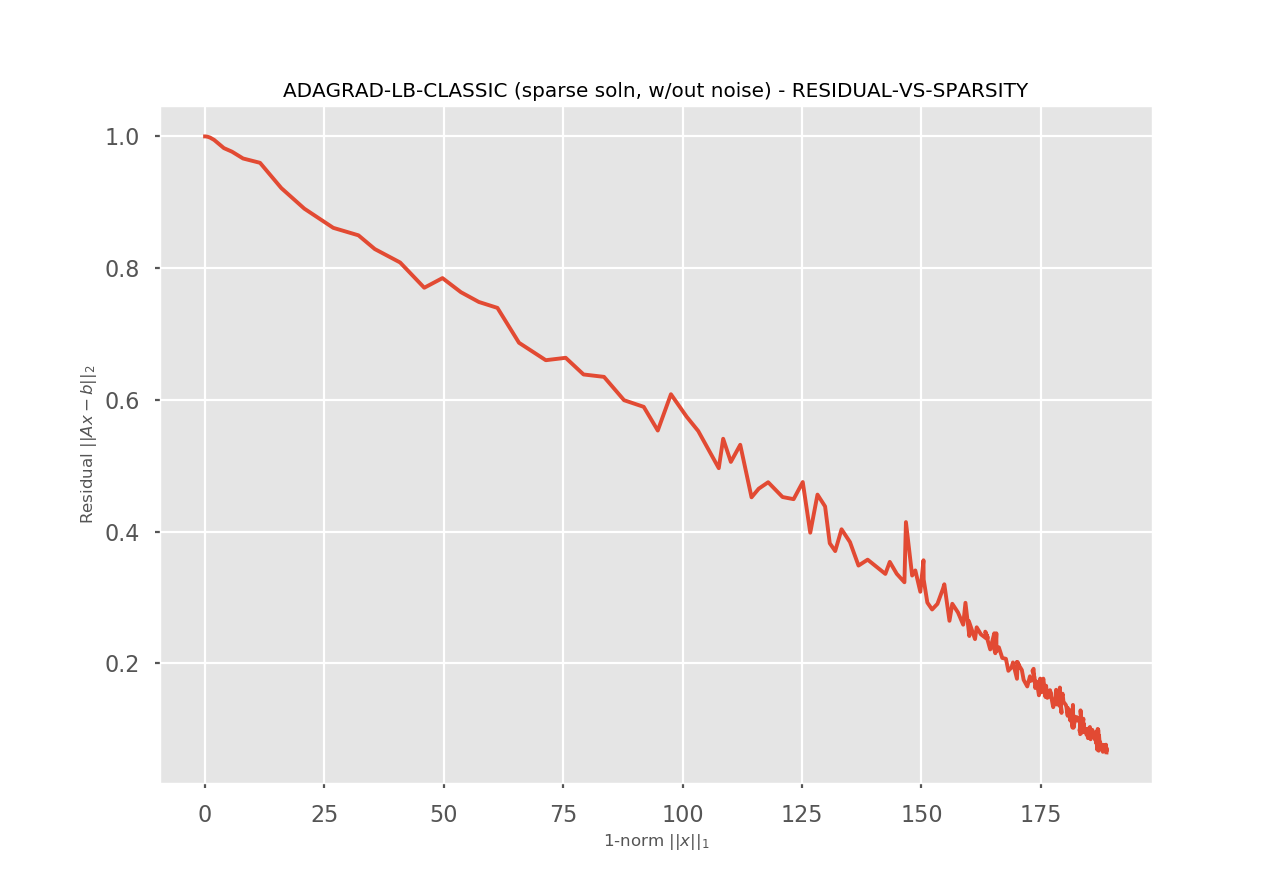 ADAGRAD-LB-CLASSIC (sparse soln, w/out noise) - RESIDUAL-VS-SPARSITY
1.0
0.8
0.6
0.4
0.2
Residual ||Ax − b||₂
0 25 50 75 100 125 150 175
1-norm ||x||₁